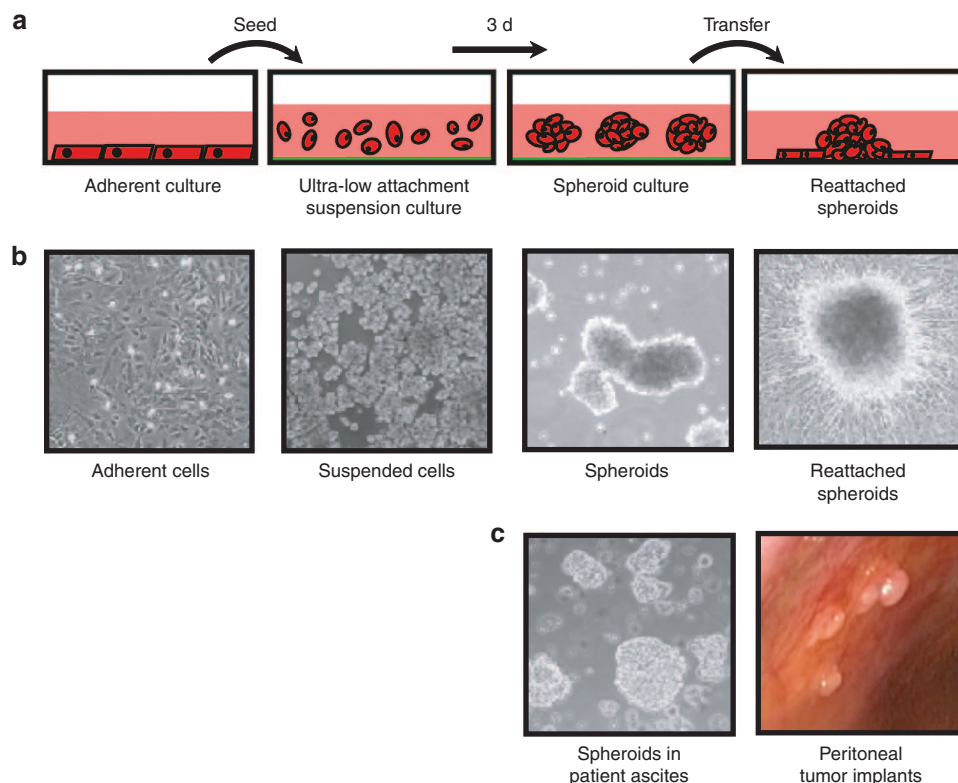 a
Seed
3 d
Transfer
Adherent culture
Ultra-low attachment
suspension culture
Spheroid culture
Reattached
spheroids
b
Adherent cells
Suspended cells
Spheroids
Reattached
spheroids
c
Spheroids in
patient ascites
Peritoneal
tumor implants